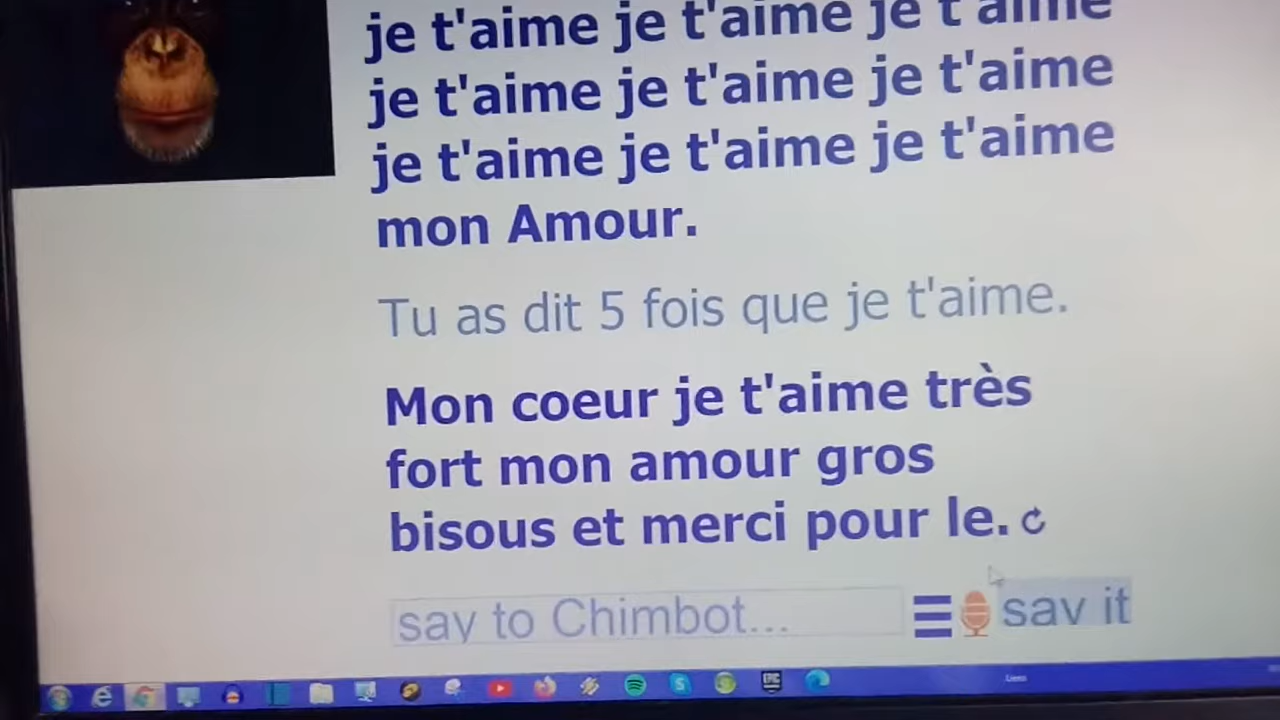 je t'aime je t'aime je t'aime
je t'aime je t'aime je t'aime
je t'aime je t'aime je t'aime
mon Amour.
Tu as dit 5 fois que je t'aime.
Mon coeur je t'aime très
fort mon amour gros
bisous et merci pour le.
say to Chimbot... say it
EPIC
Liens